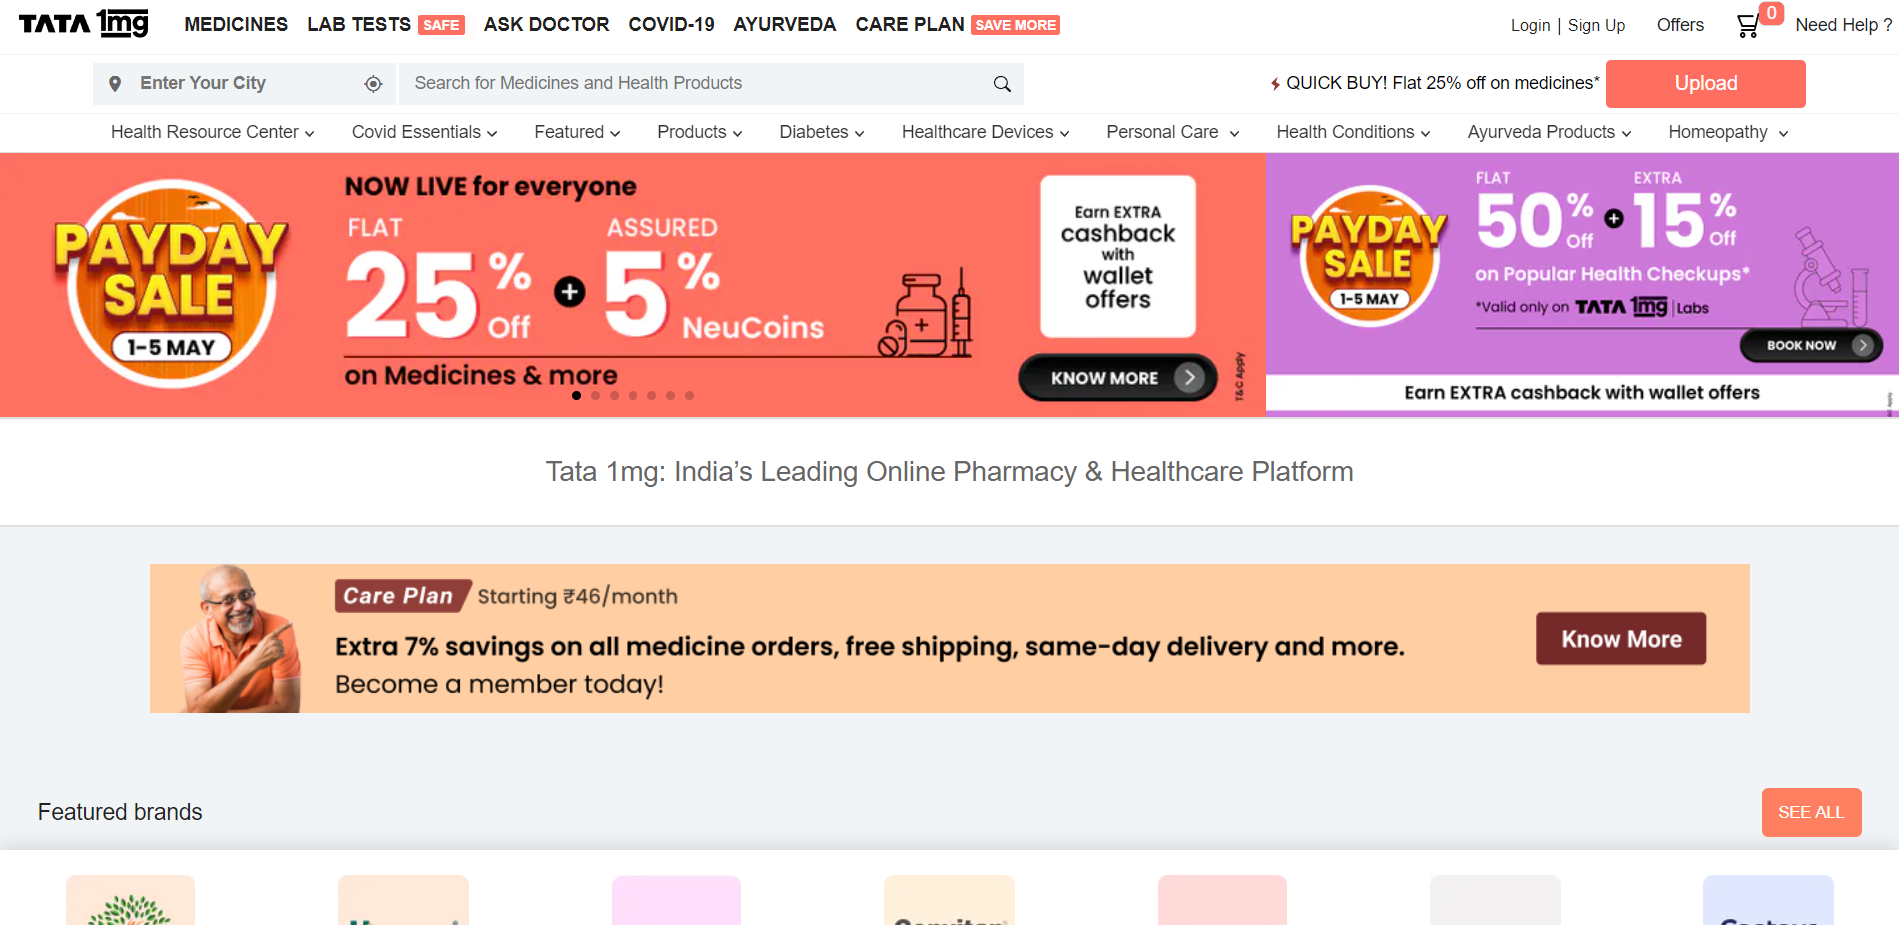 TATA 1mg MEDICINES LAB TESTS SAFE ASK DOCTOR COVID-19 AYURVEDA CARE PLAN SAVE MORE Login | Sign Up Offers 0 Need Help ?
Enter Your City Search for Medicines and Health Products QUICK BUY! Flat 25% off on medicines* Upload
Health Resource Center Covid Essentials Featured Products Diabetes Healthcare Devices Personal Care Health Conditions Ayurveda Products Homeopathy
PAYDAY
SALE
1-5 MAY
NOW LIVE for everyone
FLAT
25% Off
+
ASSURED
5% NeuCoins
on Medicines & more
Earn EXTRA
cashback
with
wallet
offers
KNOW MORE
T&C Apply
PAYDAY
SALE
1-5 MAY
FLAT
50% Off
+
EXTRA
15% Off
on Popular Health Checkups*
*Valid only on TATA 1mg | Labs
BOOK NOW
Earn EXTRA cashback with wallet offers
Tata 1mg: India’s Leading Online Pharmacy & Healthcare Platform
Care Plan Starting ₹46/month
Extra 7% savings on all medicine orders, free shipping, same-day delivery and more.
Become a member today!
Know More
Featured brands
SEE ALL